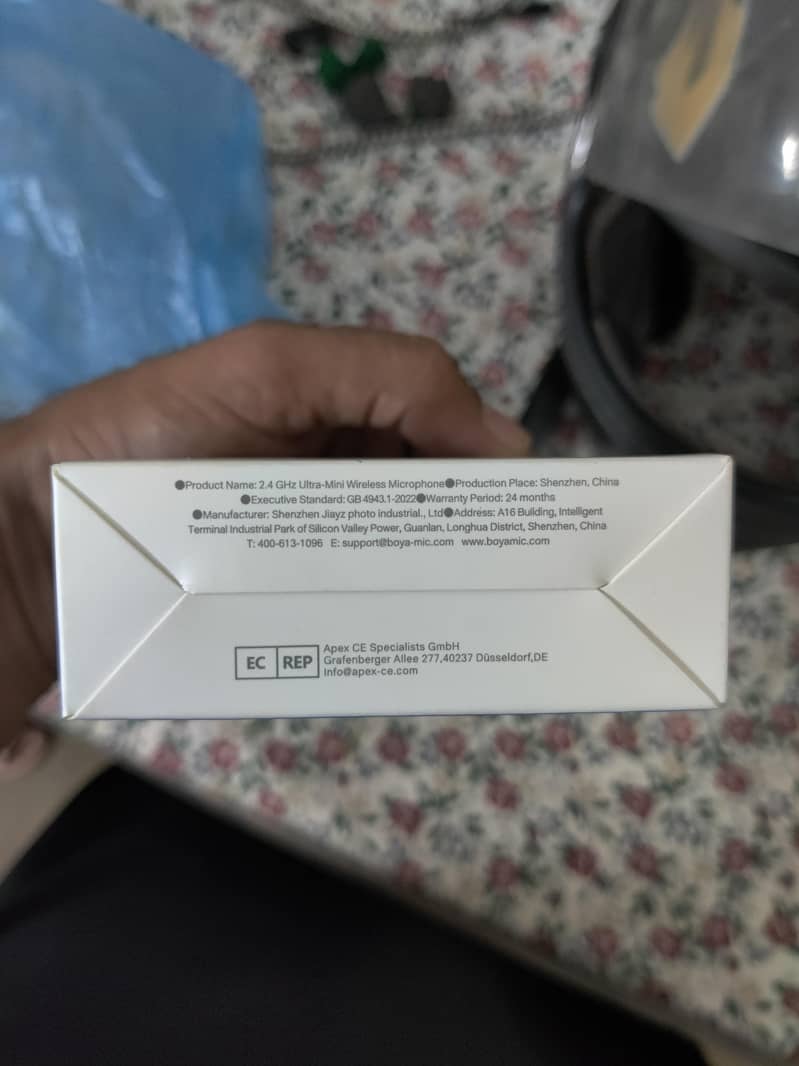 ●Product Name: 2.4 GHz Ultra-Mini Wireless Microphone●Production Place: Shenzhen, China
●Executive Standard: GB 4943.1-2022●Warranty Period: 24 months
●Manufacturer: Shenzhen Jiayz photo industrial., Ltd●Address: A16 Building, Intelligent
Terminal Industrial Park of Silicon Valley Power, Guanlan, Longhua District, Shenzhen, China
T: 400-613-1096 E: support@boya-mic.com www.boyamic.com
EC REP
Apex CE Specialists GmbH
Grafenberger Allee 277,40237 Düsseldorf,DE
Info@apex-ce.com